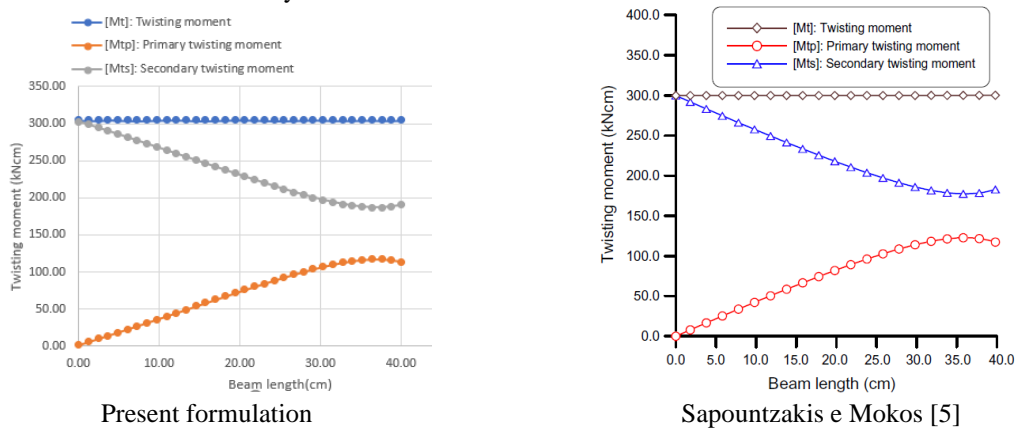 [Mt]: Twisting moment
[Mtp]: Primary twisting moment
[Mts]: Secondary twisting moment
350.00
300.00
250.00
200.00
150.00
100.00
50.00
0.00
Twisting moment (kNcm)
0.00 10.00 20.00 30.00 40.00
Beam length(cm)
Present formulation
[Mt]: Twisting moment
[Mtp]: Primary twisting moment
[Mts]: Secondary twisting moment
400.0
350.0
300.0
250.0
200.0
150.0
100.0
50.0
0.0
Twisting moment (kNcm)
0.0 5.0 10.0 15.0 20.0 25.0 30.0 35.0 40.0
Beam length (cm)
Sapountzakis e Mokos [5]